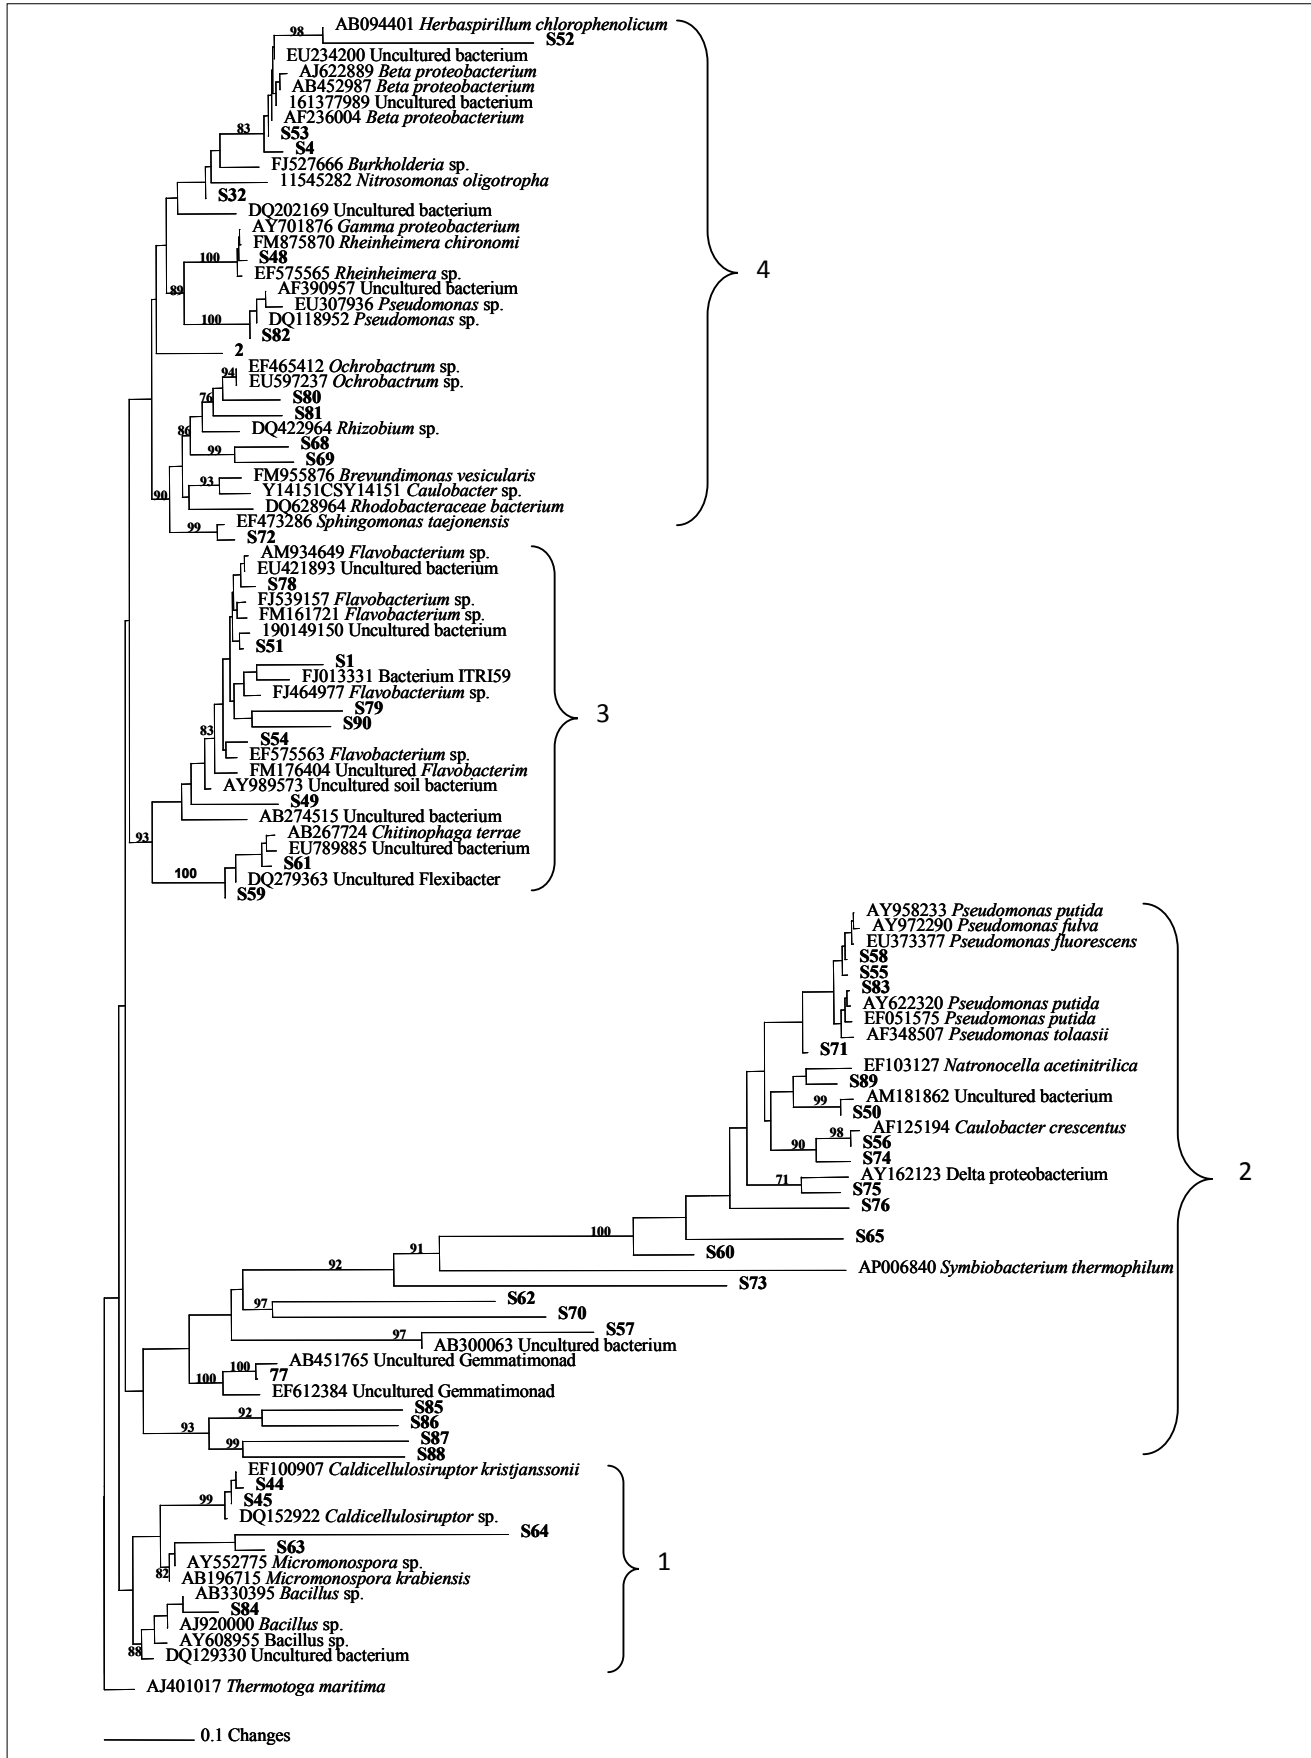 AB094401 Herbaspirillum chlorophenolicum
98
S52
EU234200 Uncultured bacterium
AJ622889 Beta proteobacterium
AB452987 Beta proteobacterium
161377989 Uncultured bacterium
AF236004 Beta proteobacterium
83
S53
S4
FJ527666 Burkholderia sp.
11545282 Nitrosomonas oligotropha
S32
DQ202169 Uncultured bacterium
AY701876 Gamma proteobacterium
FM875870 Rheinheimera chironomi
100
S48
4
EF575565 Rheinheimera sp.
89
AF390957 Uncultured bacterium
EU307936 Pseudomonas sp.
100
DQ118952 Pseudomonas sp.
S82
2
EF465412 Ochrobactrum sp.
94
EU597237 Ochrobactrum sp.
76
S80
S81
86
DQ422964 Rhizobium sp.
S68
99
S69
FM955876 Brevundimonas vesicularis
93
Y14151CSY14151 Caulobacter sp.
90
DQ628964 Rhodobacteraceae bacterium
EF473286 Sphingomonas taejonensis
99
S72
AM934649 Flavobacterium sp.
EU421893 Uncultured bacterium
S78
FJ539157 Flavobacterium sp.
FM161721 Flavobacterium sp.
190149150 Uncultured bacterium
S51
S1
FJ013331 Bacterium ITRI59
FJ464977 Flavobacterium sp.
S79
3
S90
83
S54
EF575563 Flavobacterium sp.
FM176404 Uncultured Flavobacterim
AY989573 Uncultured soil bacterium
S49
AB274515 Uncultured bacterium
93
AB267724 Chitinophaga terrae
EU789885 Uncultured bacterium
S61
100
DQ279363 Uncultured Flexibacter
S59
AY958233 Pseudomonas putida
AY972290 Pseudomonas fulva
EU373377 Pseudomonas fluorescens
S58
S55
S83
AY622320 Pseudomonas putida
EF051575 Pseudomonas putida
AF348507 Pseudomonas tolaasii
S71
EF103127 Natronocella acetinitrilica
S89
99
AM181862 Uncultured bacterium
S50
98
AF125194 Caulobacter crescentus
90
S56
S74
2
71
AY162123 Delta proteobacterium
S75
S76
100
S65
91
S60
92
AP006840 Symbiobacterium thermophilum
S73
97
S62
S70
97
S57
AB300063 Uncultured bacterium
100
AB451765 Uncultured Gemmatimonad
100
77
EF612384 Uncultured Gemmatimonad
92
S85
93
S86
99
S87
S88
EF100907 Caldicellulosiruptor kristjanssonii
S44
99
S45
DQ152922 Caldicellulosiruptor sp.
S64
S63
1
AY552775 Micromonospora sp.
82
AB196715 Micromonospora krabiensis
AB330395 Bacillus sp.
S84
AJ920000 Bacillus sp.
AY608955 Bacillus sp.
88
DQ129330 Uncultured bacterium
AJ401017 Thermotoga maritima
0.1 Changes